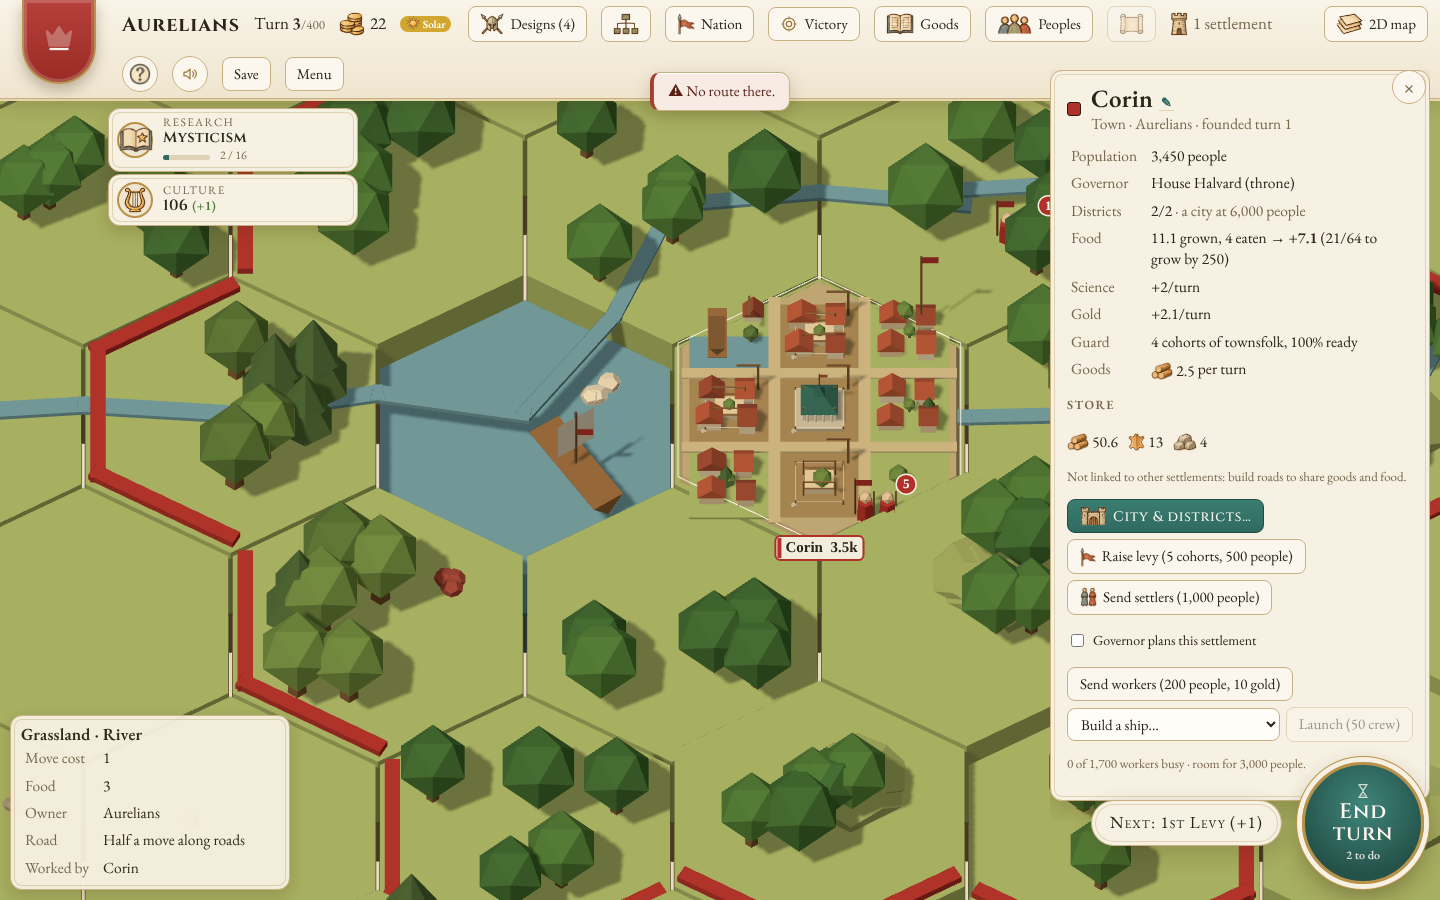 AURELIANS
Turn 3/400
22
Solar
Designs (4)
Nation
Victory
Goods
Peoples
1 settlement
2D map
?
Save
Menu
No route there.
RESEARCH
MYSTICISM
2 / 16
CULTURE
106 (+1)
1
5
Corin 3.5k
Corin
Town · Aurelians · founded turn 1
×
Population 3,450 people
Governor House Halvard (throne)
Districts 2/2 · a city at 6,000 people
Food 11.1 grown, 4 eaten → +7.1 (21/64 to
grow by 250)
Science +2/turn
Gold +2.1/turn
Guard 4 cohorts of townsfolk, 100% ready
Goods 2.5 per turn
STORE
50.6 13 4
Not linked to other settlements: build roads to share goods and food.
CITY & DISTRICTS...
Raise levy (5 cohorts, 500 people)
Send settlers (1,000 people)
Governor plans this settlement
Send workers (200 people, 10 gold)
Build a ship...
Launch (50 crew)
0 of 1,700 workers busy · room for 3,000 people.
Grassland · River
Move cost 1
Food 3
Owner Aurelians
Road Half a move along roads
Worked by Corin
NEXT: 1ST LEVY (+1)
END
TURN
2 to do